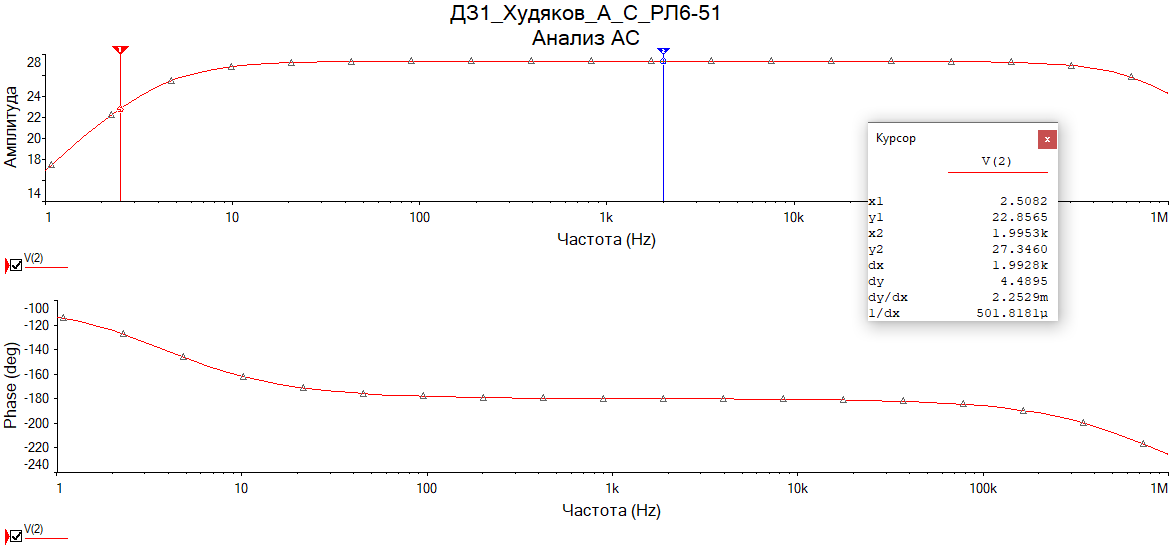 ДЗ1_Худяков_А_С_РЛ6-51
Анализ AC
Амплитуда
28
24
22
20
18
14
1 10 100 1k 10k 1M
Частота (Hz)
V(2)
Курсор x
V(2)
x1 2.5082
y1 22.8565
x2 1.9953k
y2 27.3460
dx 1.9928k
dy 4.4895
dy/dx 2.2529m
1/dx 501.8181µ
Phase (deg)
-100
-120
-140
-160
-180
-200
-220
-240
1 10 100 1k 10k 100k 1M
Частота (Hz)
V(2)